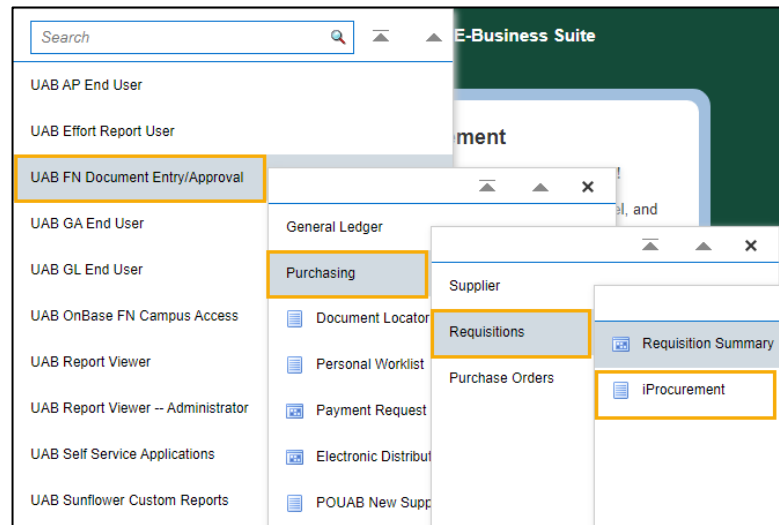 Search
E-Business Suite
UAB AP End User
UAB Effort Report User
UAB FN Document Entry/Approval
UAB GA End User
UAB GL End User
UAB OnBase FN Campus Access
UAB Report Viewer
UAB Report Viewer -- Administrator
UAB Self Service Applications
UAB Sunflower Custom Reports
ment
!
el, and
General Ledger
Purchasing
Document Locator
Personal Worklist
Payment Request
Electronic Distribut
POUAB New Supp
Supplier
Requisitions
Purchase Orders
Requisition Summary
iProcurement